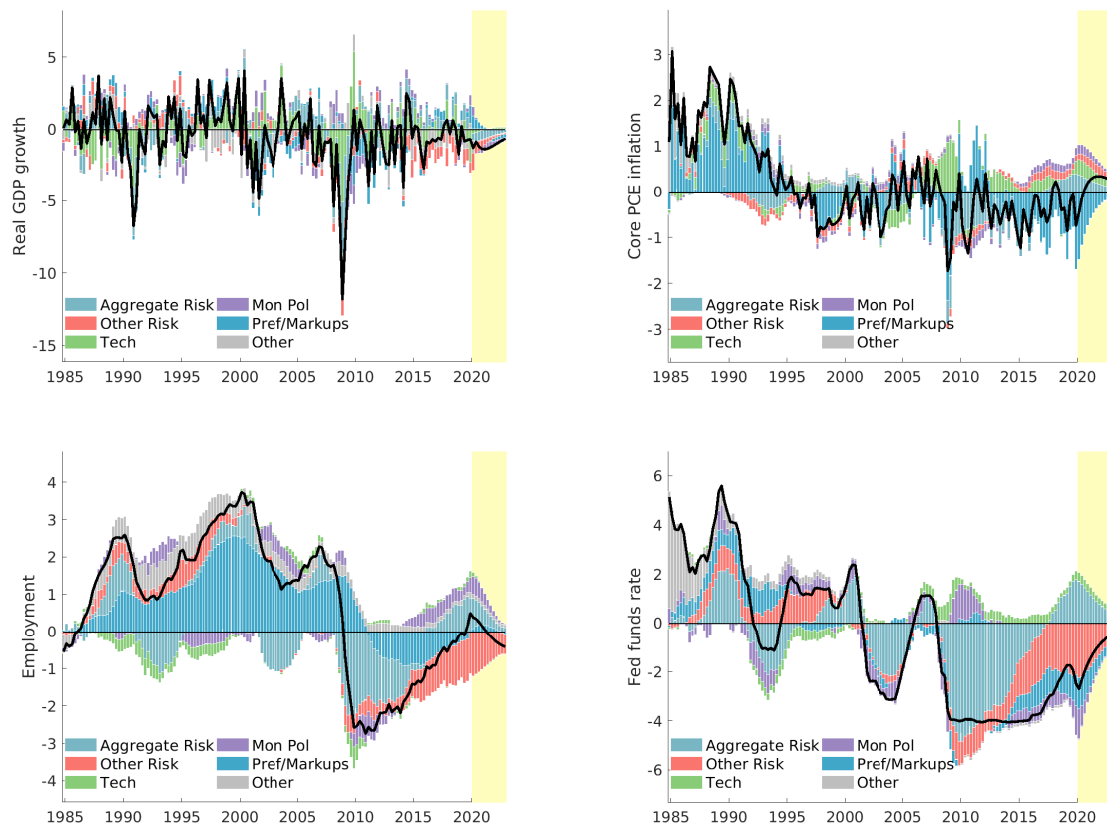 Real GDP growth
5
0
-5
-10
-15
Aggregate Risk Mon Pol
Other Risk Pref/Markups
Tech Other
1985 1990 1995 2000 2005 2010 2015 2020
Core PCE inflation
3
2
1
0
-1
-2
-3
Aggregate Risk Mon Pol
Other Risk Pref/Markups
Tech Other
1985 1990 1995 2000 2005 2010 2015 2020
Employment
4
3
2
1
0
-1
-2
-3
-4
Aggregate Risk Mon Pol
Other Risk Pref/Markups
Tech Other
1985 1990 1995 2000 2005 2010 2015 2020
Fed funds rate
6
4
2
0
-2
-4
-6
Aggregate Risk Mon Pol
Other Risk Pref/Markups
Tech Other
1985 1990 1995 2000 2005 2010 2015 2020